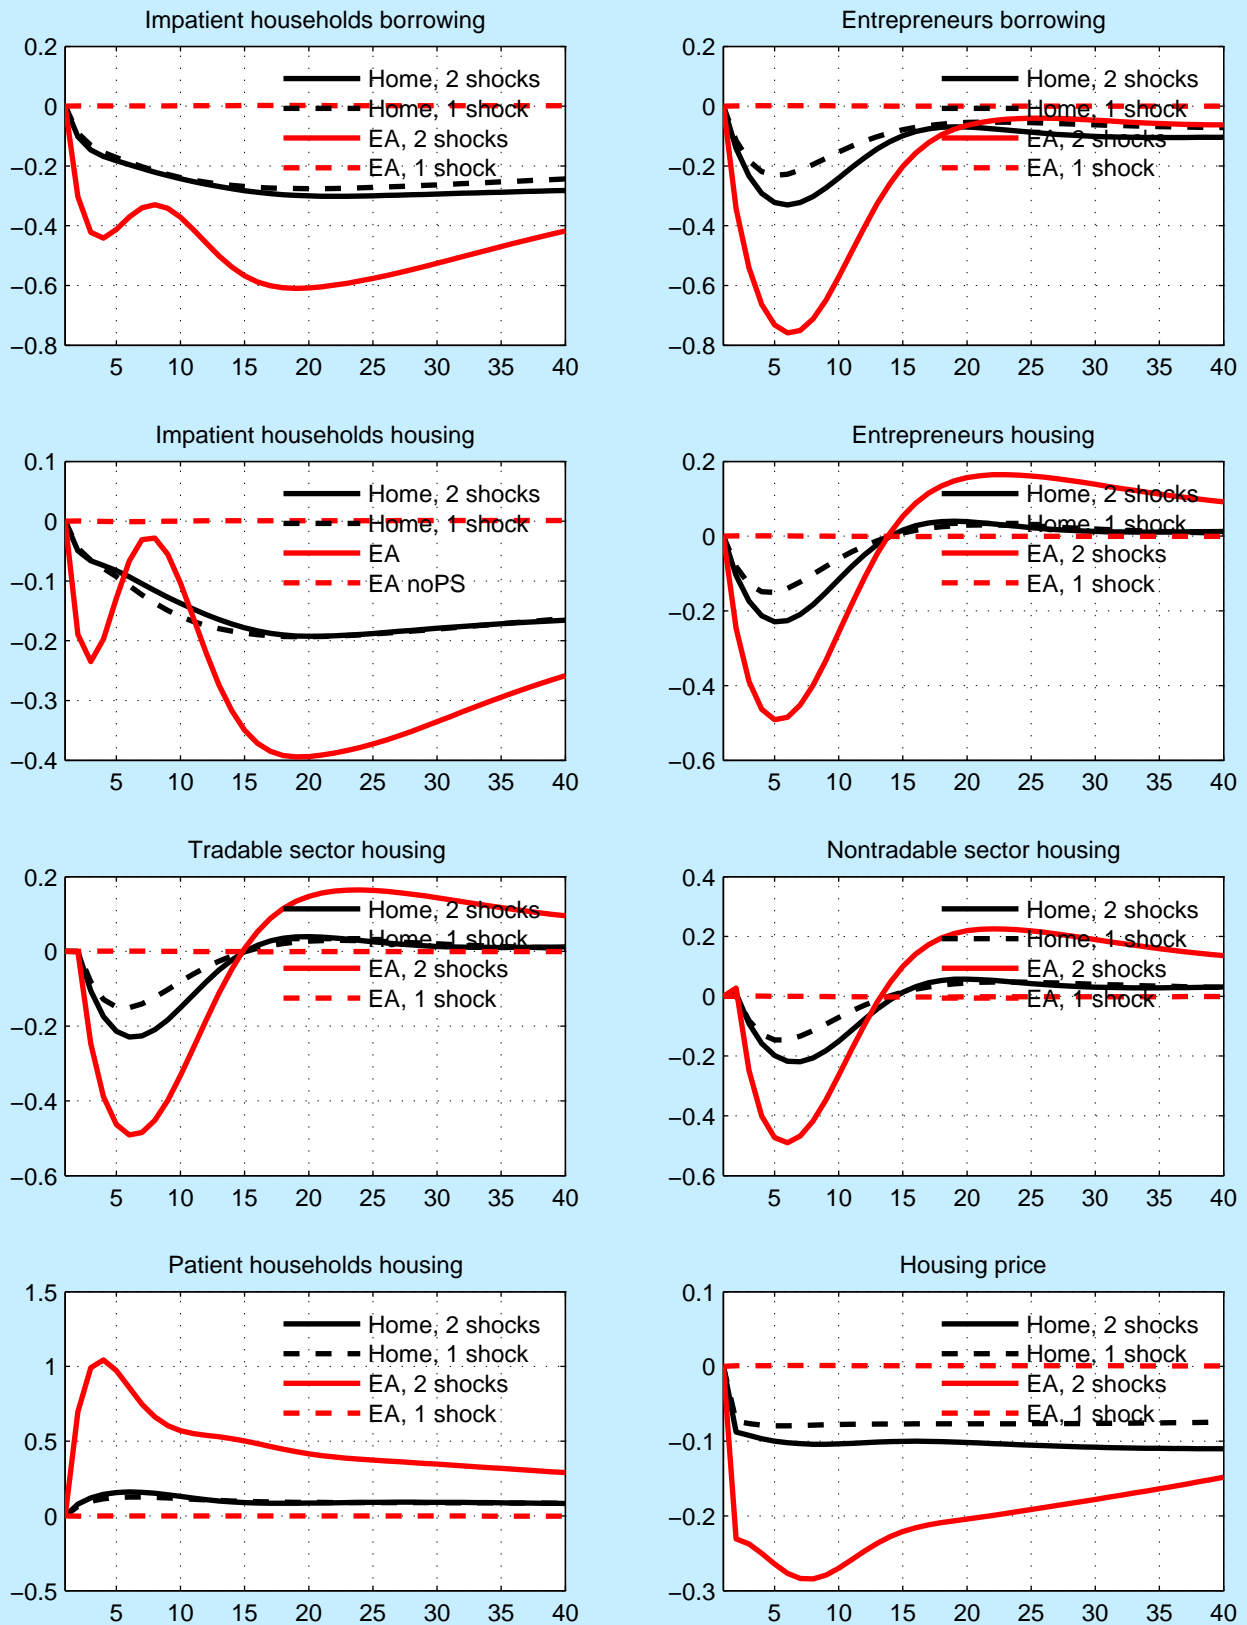 Impatient households borrowing
0.2
0
−0.2
−0.4
−0.6
−0.8
Home, 2 shocks
Home, 1 shock
EA, 2 shocks
EA, 1 shock
5 10 15 20 25 30 35 40
Entrepreneurs borrowing
0.2
0
−0.2
−0.4
−0.6
−0.8
Home, 2 shocks
Home, 1 shock
EA, 2 shocks
EA, 1 shock
5 10 15 20 25 30 35 40
Impatient households housing
0.1
0
−0.1
−0.2
−0.3
−0.4
Home, 2 shocks
Home, 1 shock
EA
EA noPS
5 10 15 20 25 30 35 40
Entrepreneurs housing
0.2
0
−0.2
−0.4
−0.6
Home, 2 shocks
Home, 1 shock
EA, 2 shocks
EA, 1 shock
5 10 15 20 25 30 35 40
Tradable sector housing
0.2
0
−0.2
−0.4
−0.6
Home, 2 shocks
Home, 1 shock
EA, 2 shocks
EA, 1 shock
5 10 15 20 25 30 35 40
Nontradable sector housing
0.4
0.2
0
−0.2
−0.4
−0.6
Home, 2 shocks
Home, 1 shock
EA, 2 shocks
EA, 1 shock
5 10 15 20 25 30 35 40
Patient households housing
1.5
1
0.5
0
−0.5
Home, 2 shocks
Home, 1 shock
EA, 2 shocks
EA, 1 shock
5 10 15 20 25 30 35 40
Housing price
0.1
0
−0.1
−0.2
−0.3
Home, 2 shocks
Home, 1 shock
EA, 2 shocks
EA, 1 shock
5 10 15 20 25 30 35 40